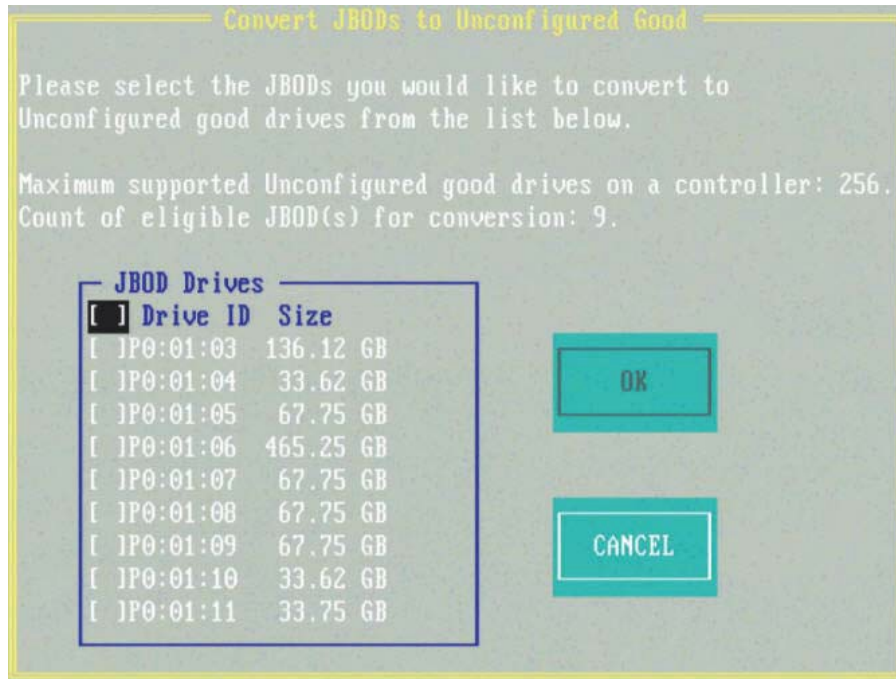 Convert JBODs to Unconfigured Good
Please select the JBODs you would like to convert to
Unconfigured good drives from the list below.
Maximum supported Unconfigured good drives on a controller: 256.
Count of eligible JBOD(s) for conversion: 9.
JBOD Drives
[ ] Drive ID Size
[ ]P0:01:03 136.12 GB
[ ]P0:01:04 33.62 GB
[ ]P0:01:05 67.75 GB
[ ]P0:01:06 465.25 GB
[ ]P0:01:07 67.75 GB
[ ]P0:01:08 67.75 GB
[ ]P0:01:09 67.75 GB
[ ]P0:01:10 33.62 GB
[ ]P0:01:11 33.75 GB
OK
CANCEL